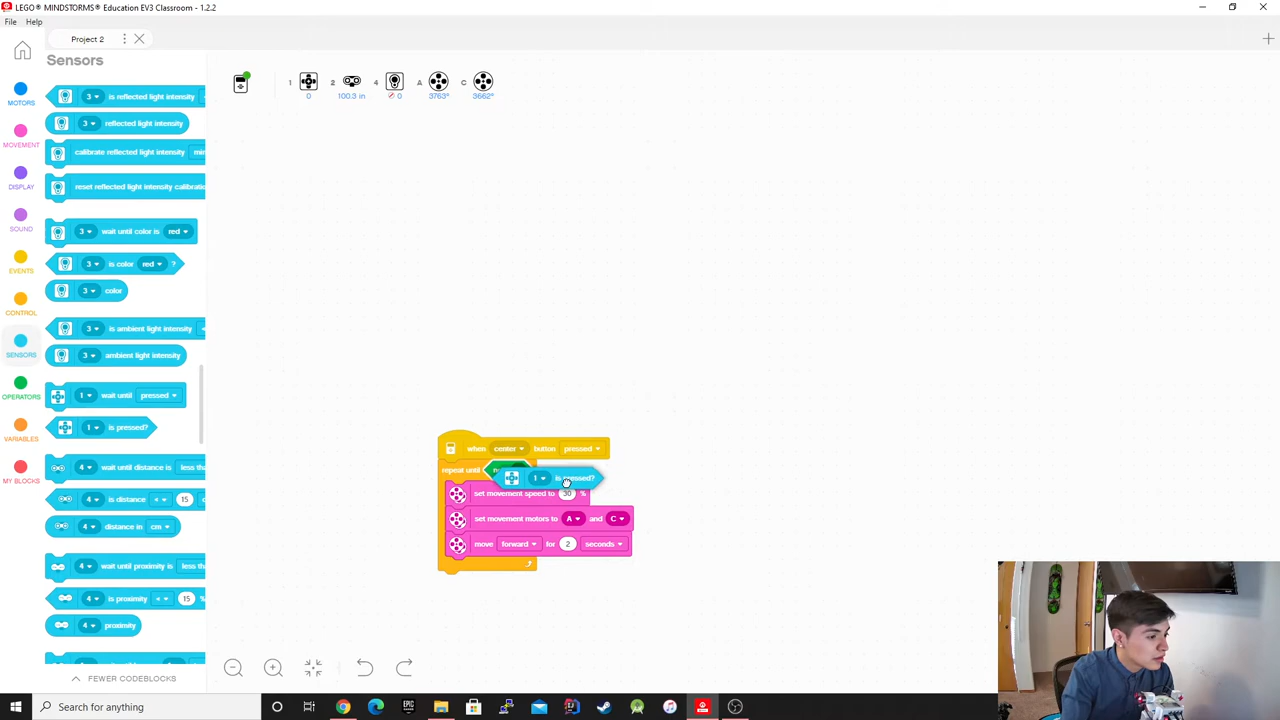 LEGO® MINDSTORMS® Education EV3 Classroom - 1.2.2
File Help
Project 2
Sensors
1 2 4 A C
0 100.3 in 0 3763° 3662°
MOTORS
MOVEMENT
DISPLAY
SOUND
EVENTS
CONTROL
SENSORS
OPERATORS
VARIABLES
MY BLOCKS
3 is reflected light intensity
3 reflected light intensity
calibrate reflected light intensity
reset reflected light intensity
3 wait until color is red
3 is color red ?
3 color
3 is ambient light intensity <
3 ambient light intensity
1 wait until pressed
1 is pressed?
4 wait until distance is
4 is distance < 15
4 distance in cm
4 wait until proximity is
4 is proximity < 15 %
4 proximity
FEWER CODEBLOCKS
when center button pressed
repeat until
1 is pressed?
set movement speed to 30 %
set movement motors to A and C
move forward for 2 seconds
Search for anything
EPIC
GAMES